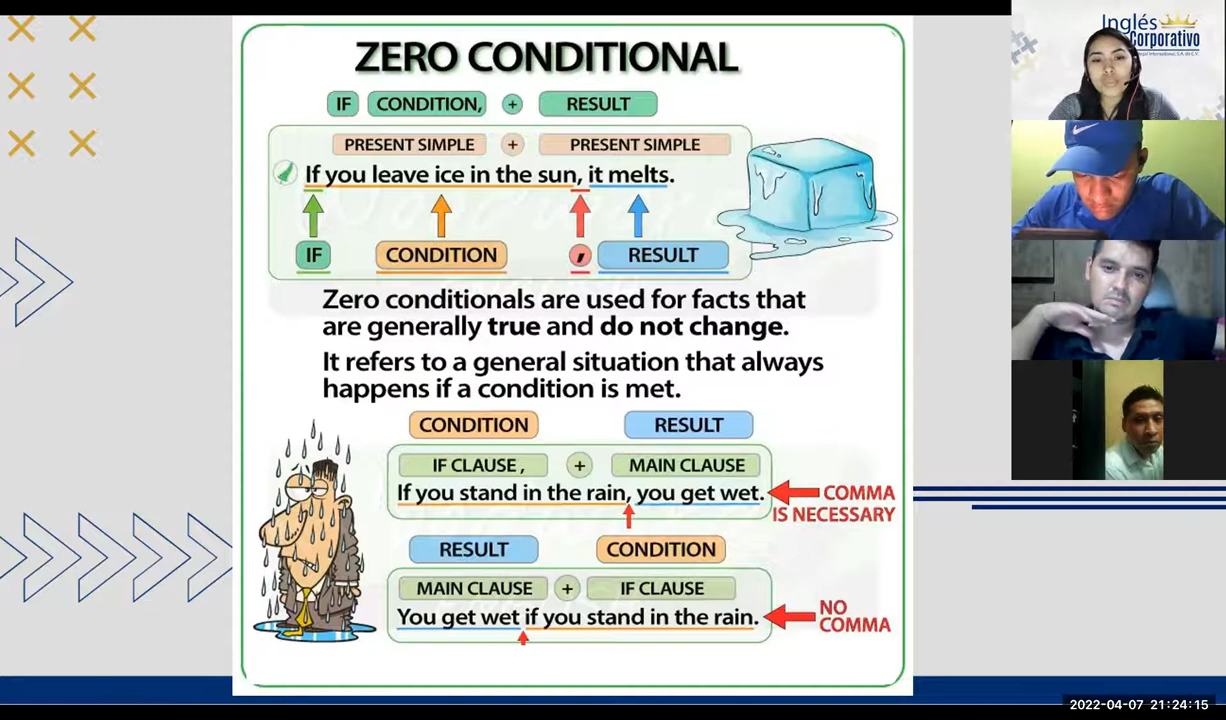 ZERO CONDITIONAL
IF CONDITION, + RESULT
PRESENT SIMPLE + PRESENT SIMPLE
If you leave ice in the sun, it melts.
IF CONDITION , RESULT
Zero conditionals are used for facts that
are generally true and do not change.
It refers to a general situation that always
happens if a condition is met.
CONDITION RESULT
IF CLAUSE , + MAIN CLAUSE
If you stand in the rain, you get wet.
COMMA
IS NECESSARY
RESULT CONDITION
MAIN CLAUSE + IF CLAUSE
You get wet if you stand in the rain.
NO
COMMA
Inglés
Corporativo
2022-04-07 21:24:15